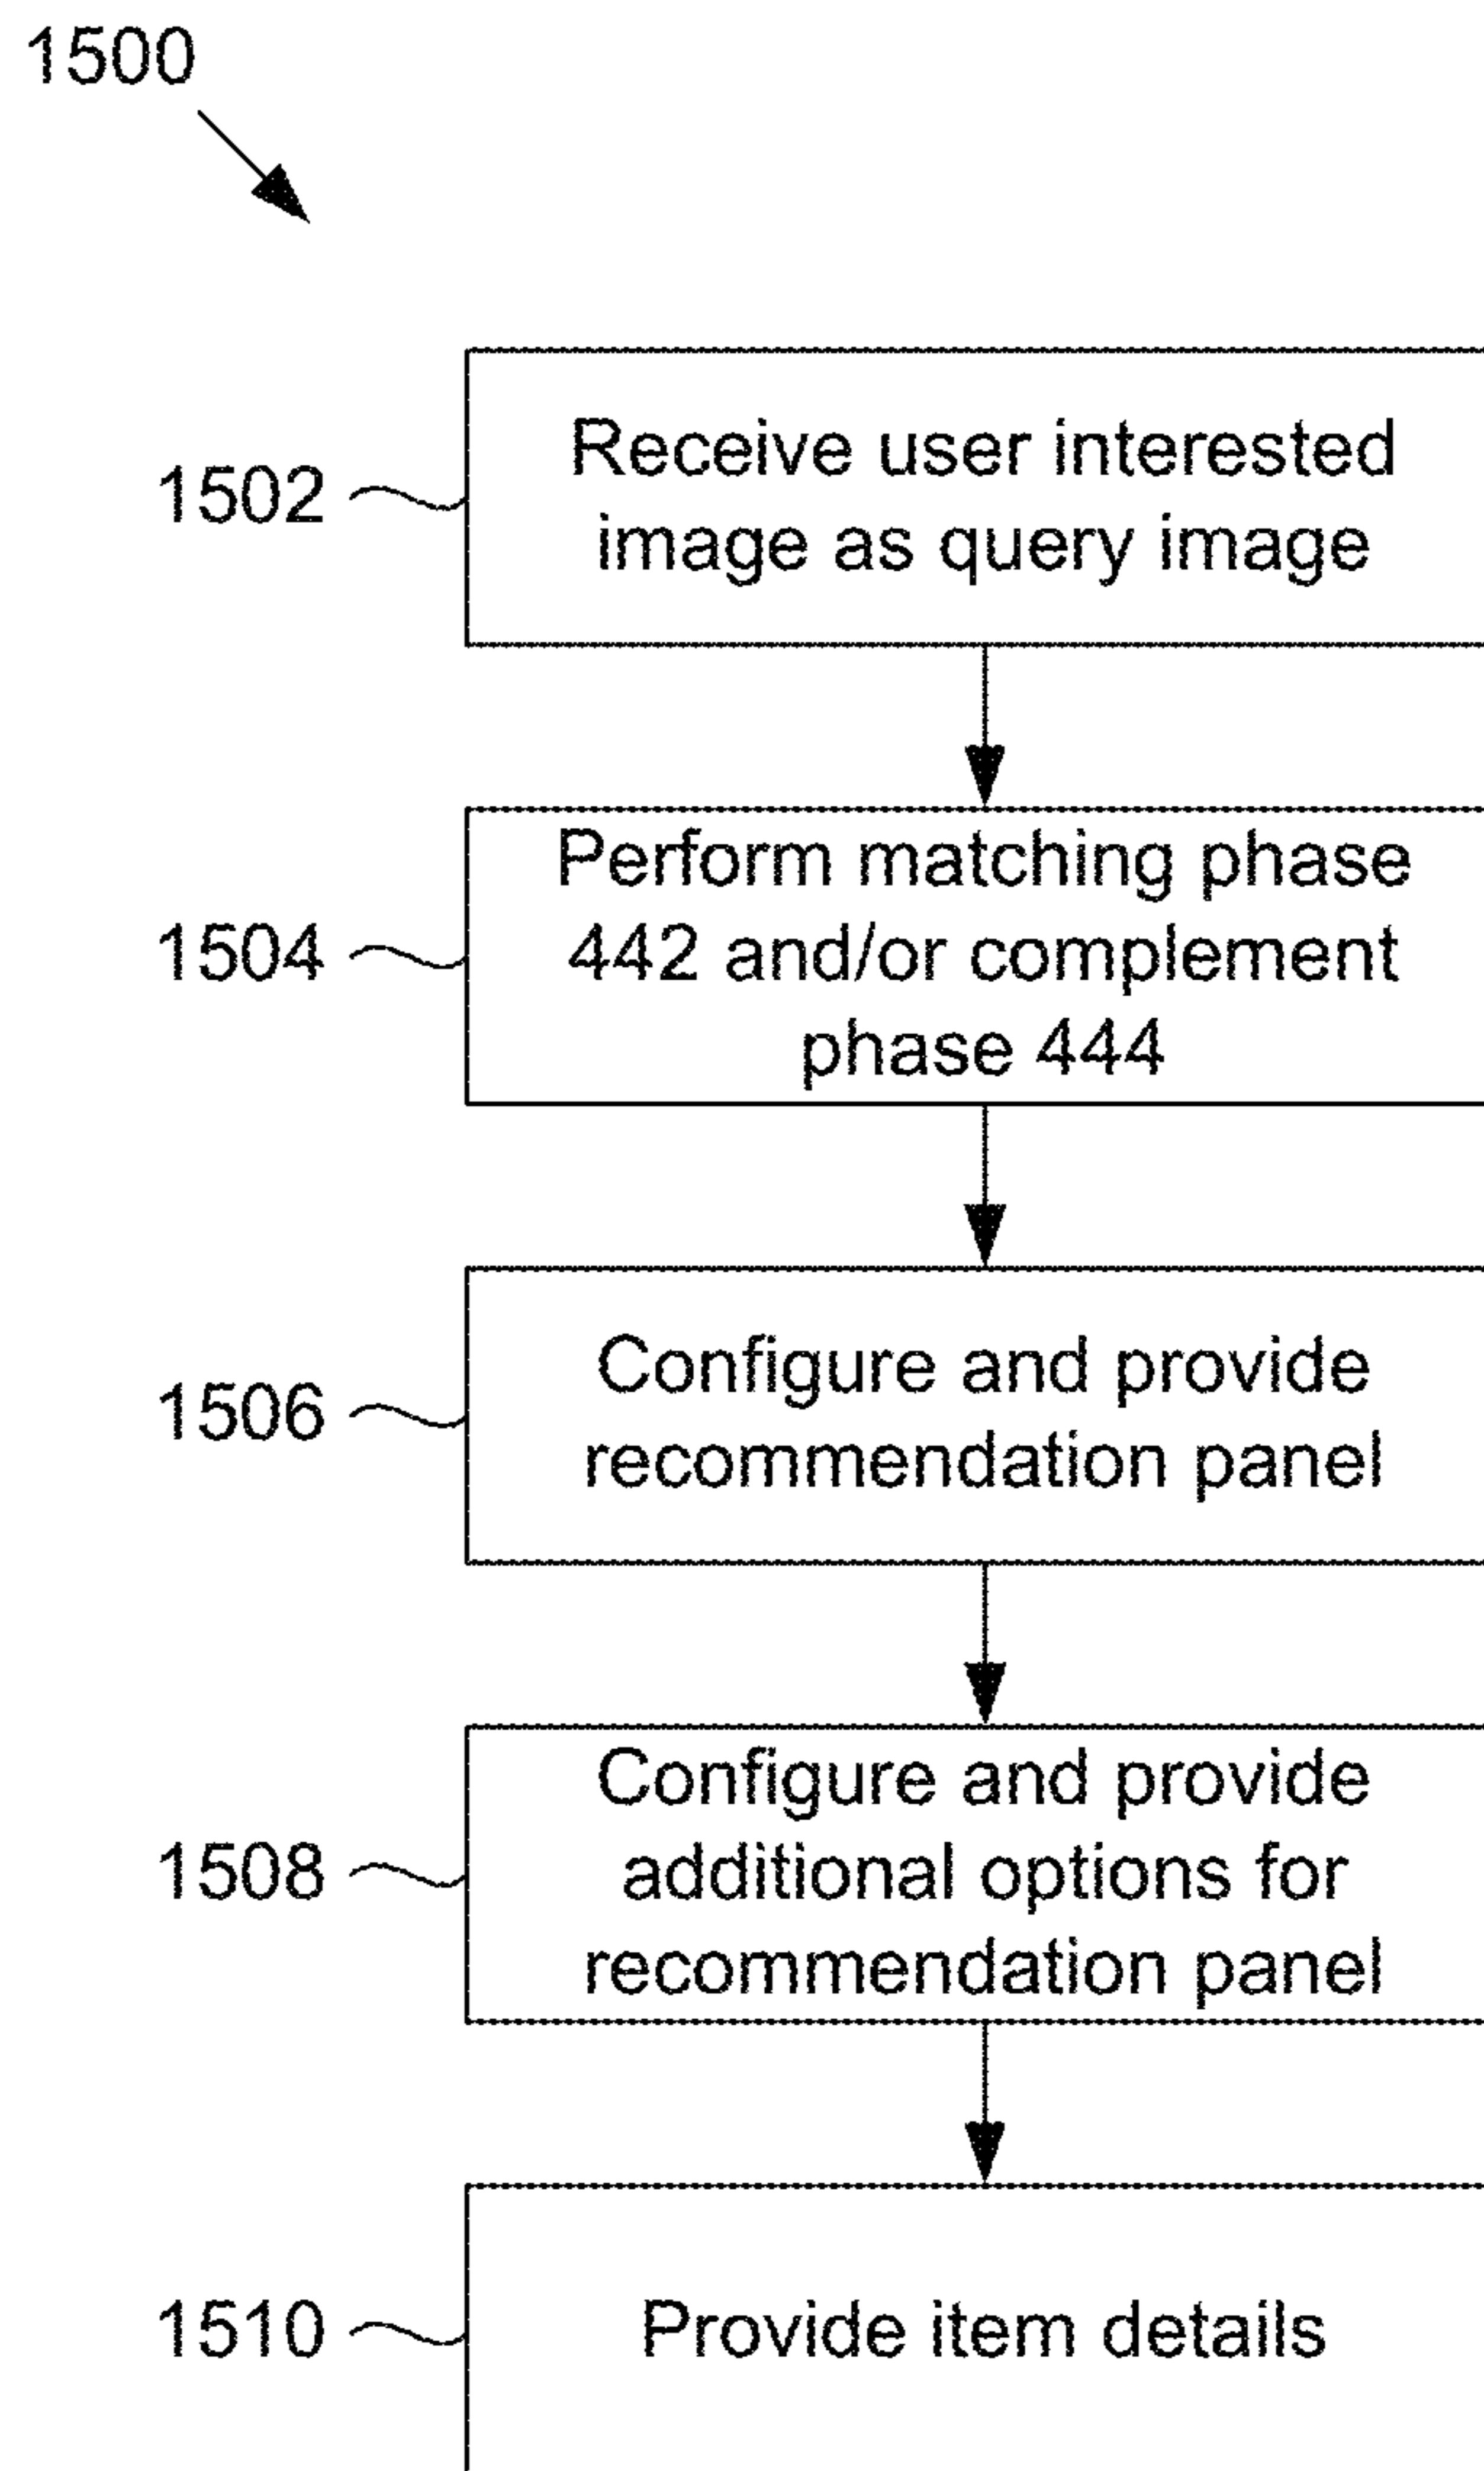 1500
1502
Receive user interested
image as query image
1504
Perform matching phase
442 and/or complement
phase 444
1506
Configure and provide
recommendation panel
1508
Configure and provide
additional options for
recommendation panel
1510
Provide item details